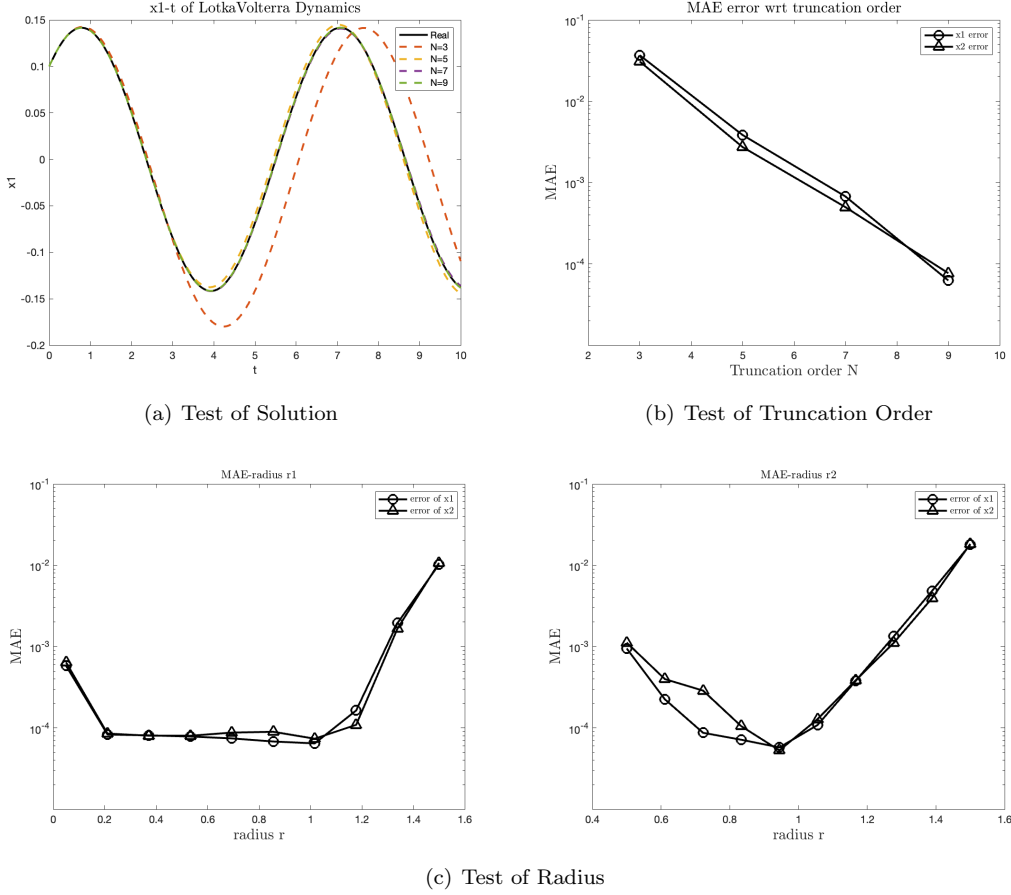 x1-t of LotkaVolterra Dynamics
0.15
0.1
0.05
0
-0.05
-0.1
-0.15
-0.2
x1
0 1 2 3 4 5 6 7 8 9 10
t
Real
N=3
N=5
N=7
N=9
(a) Test of Solution
MAE error wrt truncation order
10^-1
10^-2
10^-3
10^-4
MAE
2 3 4 5 6 7 8 9 10
Truncation order N
x1 error
x2 error
(b) Test of Truncation Order
MAE-radius r1
10^-1
10^-2
10^-3
10^-4
MAE
0 0.2 0.4 0.6 0.8 1 1.2 1.4 1.6
radius r
error of x1
error of x2
MAE-radius r2
10^-1
10^-2
10^-3
10^-4
MAE
0.4 0.6 0.8 1 1.2 1.4 1.6
radius r
error of x1
error of x2
(c) Test of Radius